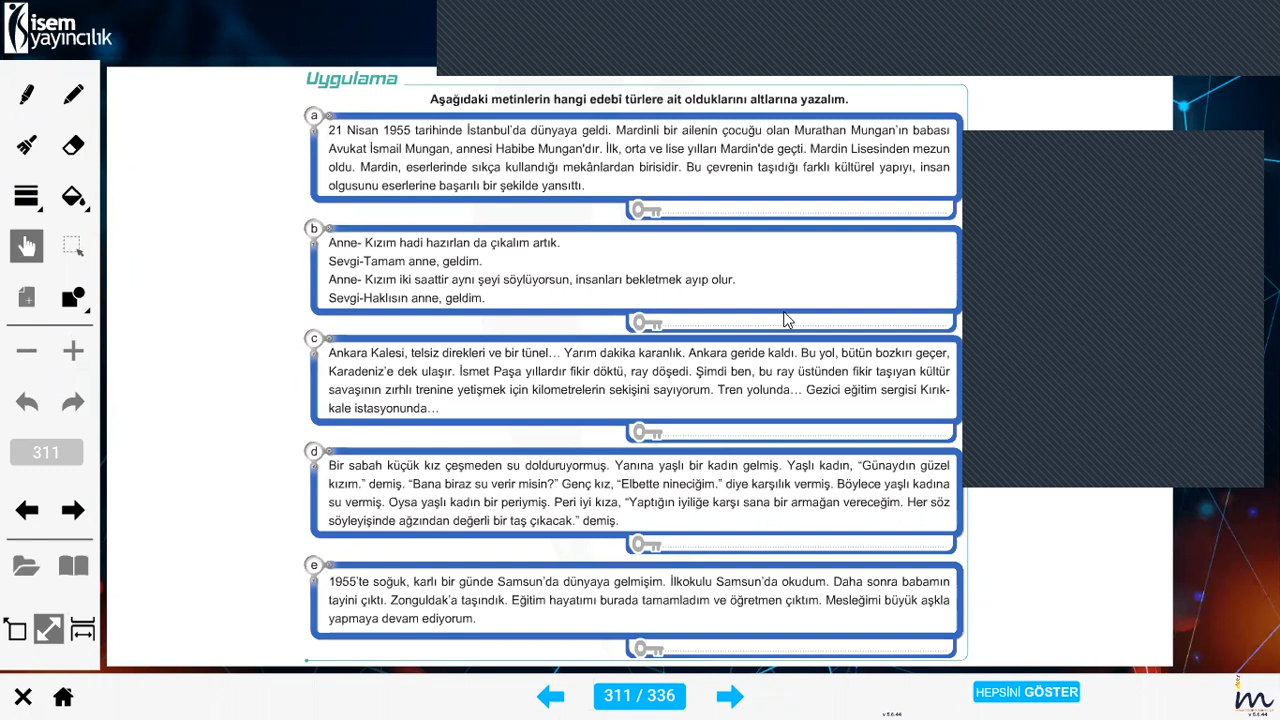 isem
yayıncılık
Uygulama
Aşağıdaki metinlerin hangi edebî türlere ait olduklarını altlarına yazalım.
a
21 Nisan 1955 tarihinde İstanbul'da dünyaya geldi. Mardinli bir ailenin çocuğu olan Murathan Mungan'ın babası
Avukat İsmail Mungan, annesi Habibe Mungan'dır. İlk, orta ve lise yılları Mardin'de geçti. Mardin Lisesinden mezun
oldu. Mardin, eserlerinde sıkça kullandığı mekânlardan birisidir. Bu çevrenin taşıdığı farklı kültürel yapıyı, insan
olgusunu eserlerine başarılı bir şekilde yansıttı.
b
Anne- Kızım hadi hazırlan da çıkalım artık.
Sevgi-Tamam anne, geldim.
Anne- Kızım iki saattir aynı şeyi söylüyorsun, insanları bekletmek ayıp olur.
Sevgi-Haklısın anne, geldim.
c
Ankara Kalesi, telsiz direkleri ve bir tünel… Yarım dakika karanlık. Ankara geride kaldı. Bu yol, bütün bozkırı geçer,
Karadeniz'e dek ulaşır. İsmet Paşa yıllardır fikir döktü, ray döşedi. Şimdi ben, bu ray üstünden fikir taşıyan kültür
savaşının zırhlı trenine yetişmek için kilometrelerin sekişini sayıyorum. Tren yolunda… Gezici eğitim sergisi Kırık-
kale istasyonunda…
d
Bir sabah küçük kız çeşmeden su dolduruyormuş. Yanına yaşlı bir kadın gelmiş. Yaşlı kadın, “Günaydın güzel
kızım.” demiş. “Bana biraz su verir misin?” Genç kız, “Elbette nineciğim.” diye karşılık vermiş. Böylece yaşlı kadına
su vermiş. Oysa yaşlı kadın bir periymiş. Peri iyi kıza, “Yaptığın iyiliğe karşı sana bir armağan vereceğim. Her söz
söyleyişinde ağzından değerli bir taş çıkacak.” demiş.
e
1955'te soğuk, karlı bir günde Samsun'da dünyaya gelmişim. İlkokulu Samsun'da okudum. Daha sonra babamın
tayini çıktı. Zonguldak'a taşındık. Eğitim hayatımı burada tamamladım ve öğretmen çıktım. Mesleğimi büyük aşkla
yapmaya devam ediyorum.
311
311 / 336
HEPSİNİ GÖSTER
v 5.6.44
v 5.6.44